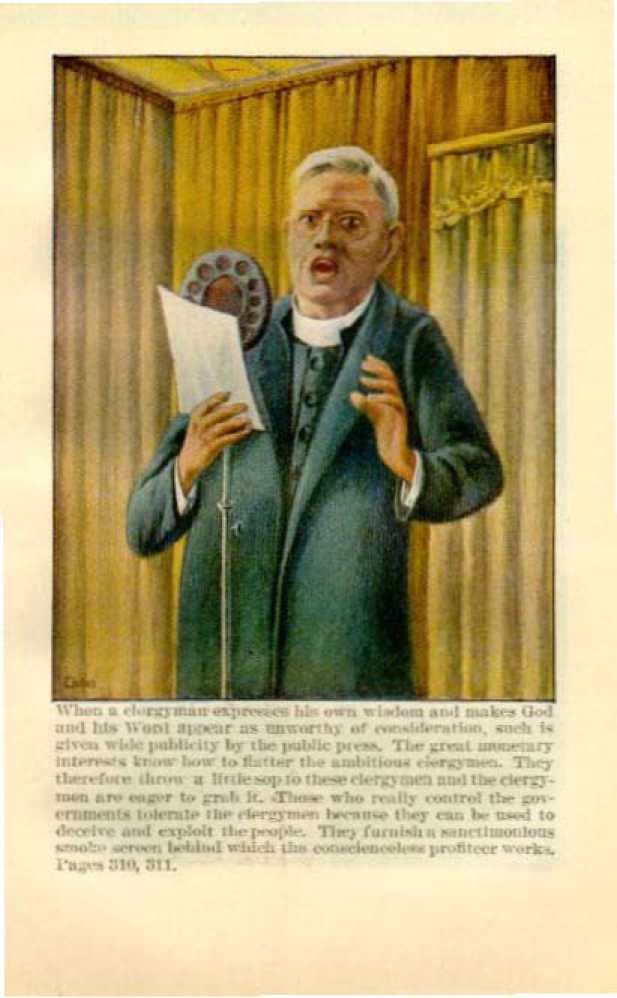 When a clergyman expresses his own wisdom and makes God
and his Word appear as unworthy of consideration, such is
given wide publicity by the public press. The great monetary
interests know how to flatter the ambitious clergymen. They
therefore throw a little sop to these clergymen and the clergy-
men are eager to grab it. Those who really control the gov-
ernments tolerate the clergymen because they can be used to
deceive and exploit the people. They furnish a sanctimonious
smoke screen behind which the conscienceless profiteer works.
Pages 310, 311.